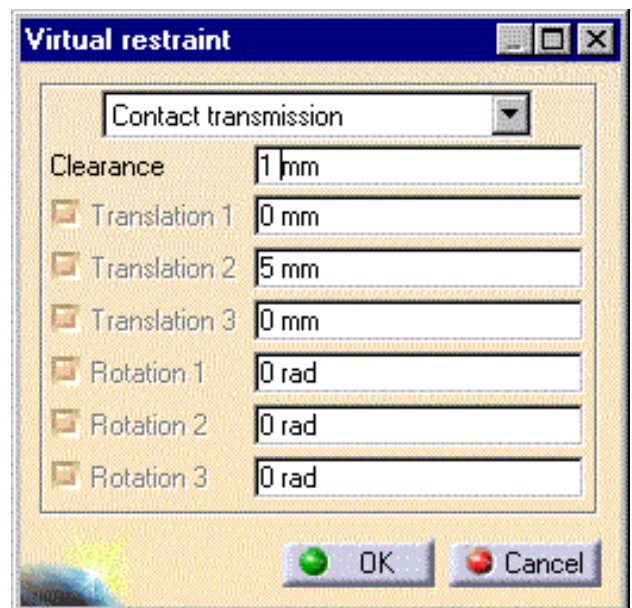 Virtual restraint
Contact transmission
Clearance 1 mm
Translation 1 0 mm
Translation 2 5 mm
Translation 3 0 mm
Rotation 1 0 rad
Rotation 2 0 rad
Rotation 3 0 rad
OK Cancel